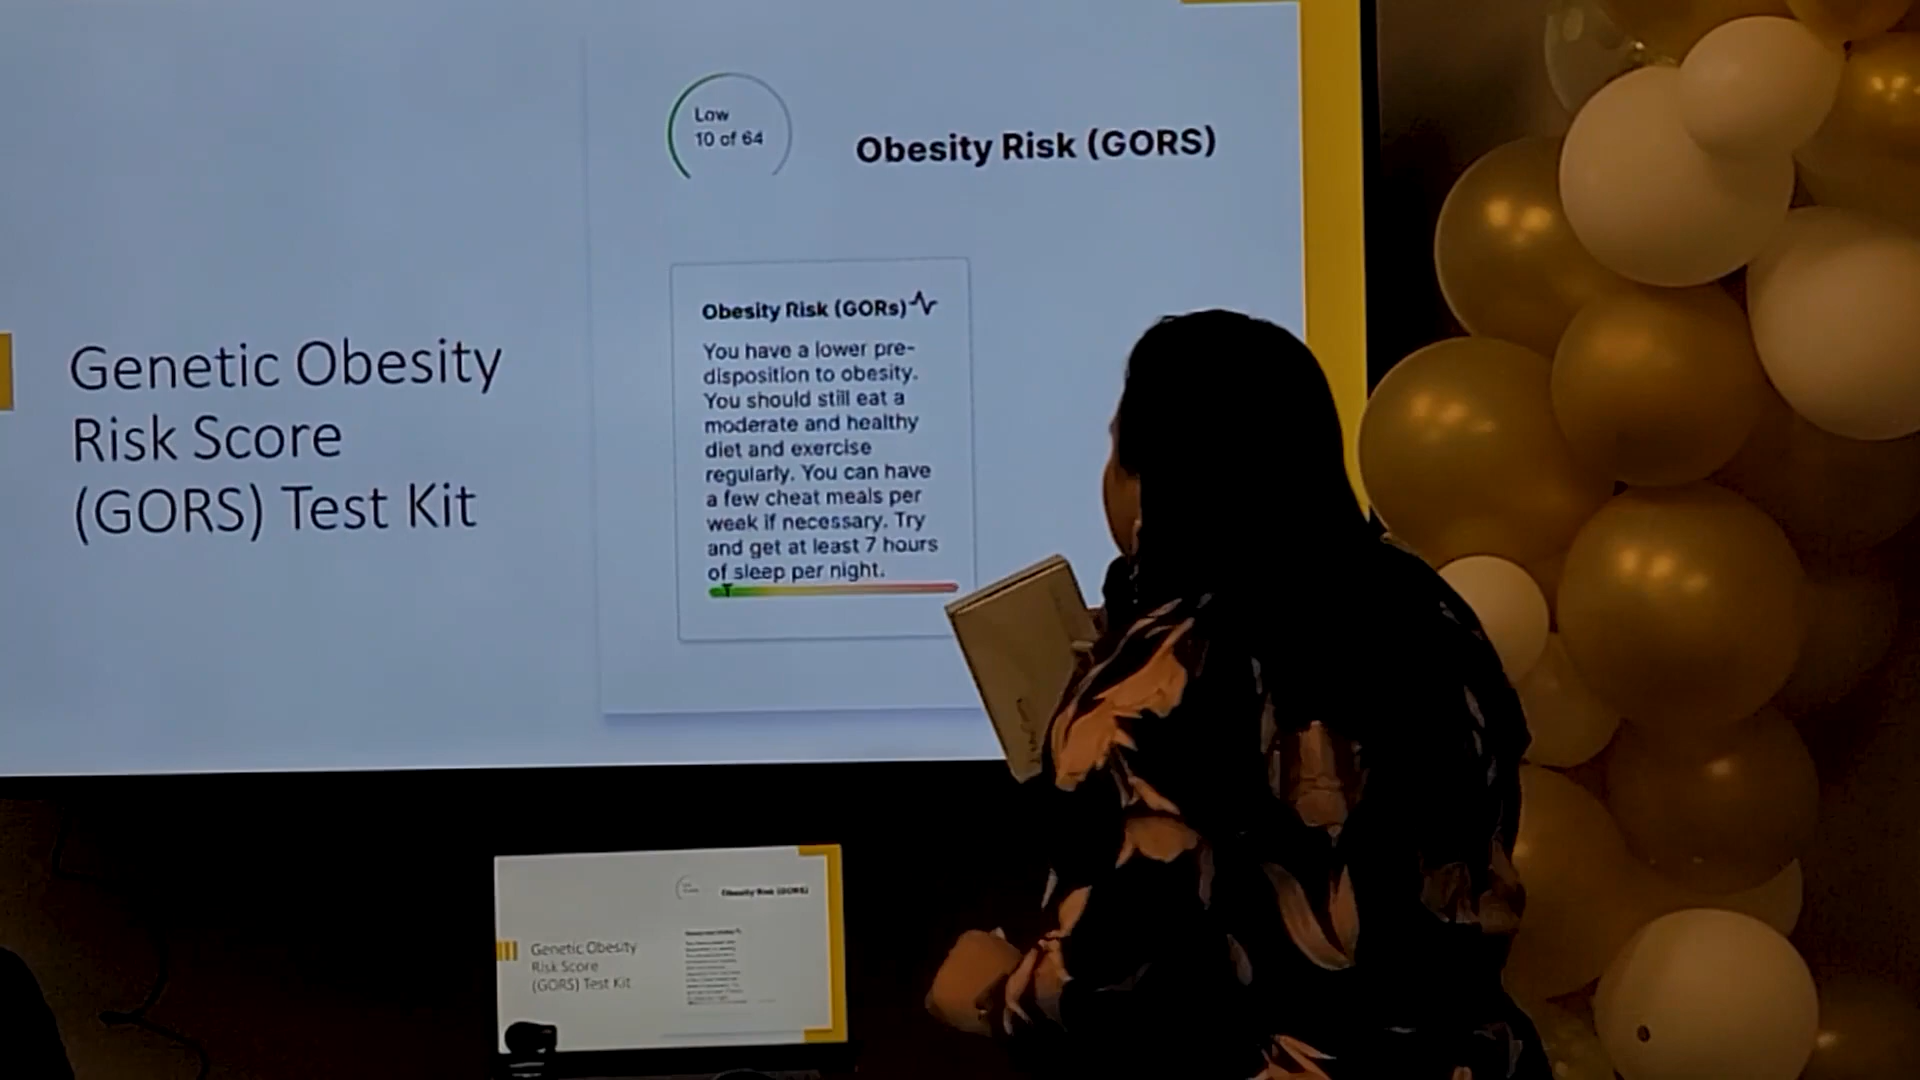 Low
10 of 64
Obesity Risk (GORS)
Genetic Obesity
Risk Score
(GORS) Test Kit
Obesity Risk (GORs)
You have a lower pre-
disposition to obesity.
You should still eat a
moderate and healthy
diet and exercise
regularly. You can have
a few cheat meals per
week if necessary. Try
and get at least 7 hours
of sleep per night.
Obesity Risk (GORS)
Genetic Obesity
Risk Score
(GORS) Test Kit